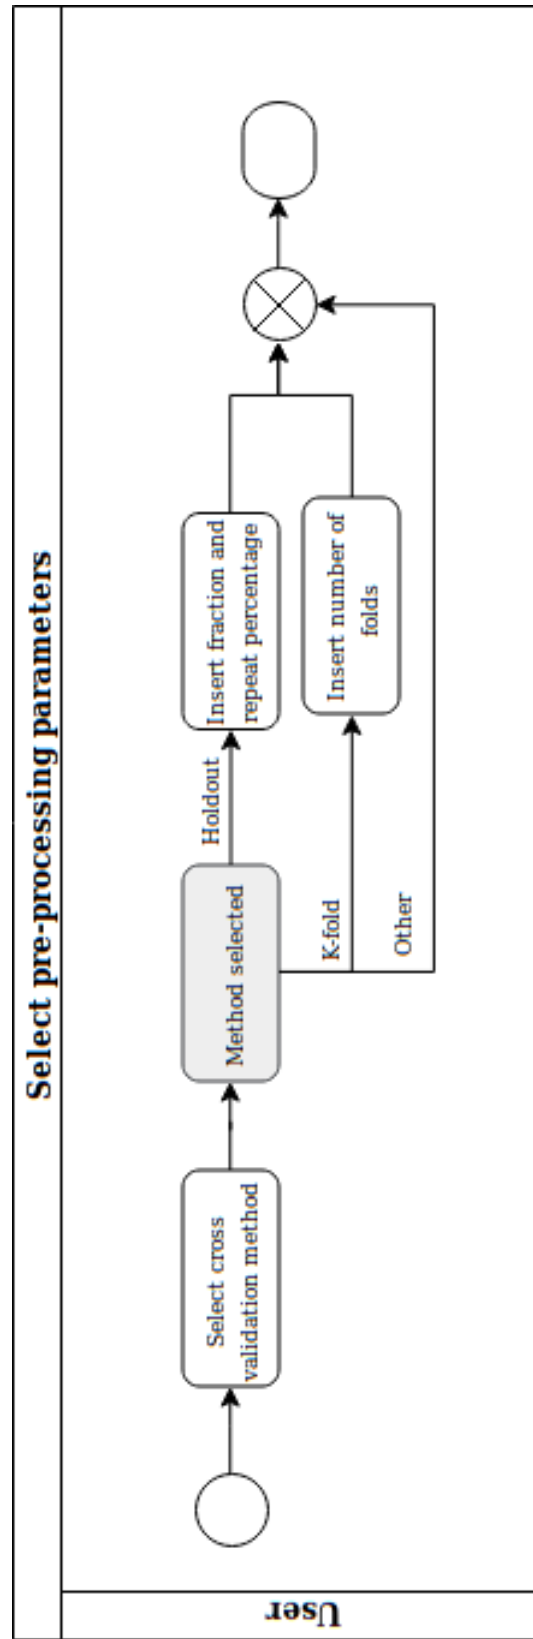 Select pre-processing parameters
User
Select cross
validation method
Method selected
Holdout
K-fold
Other
Insert fraction and
repeat percentage
Insert number of
folds